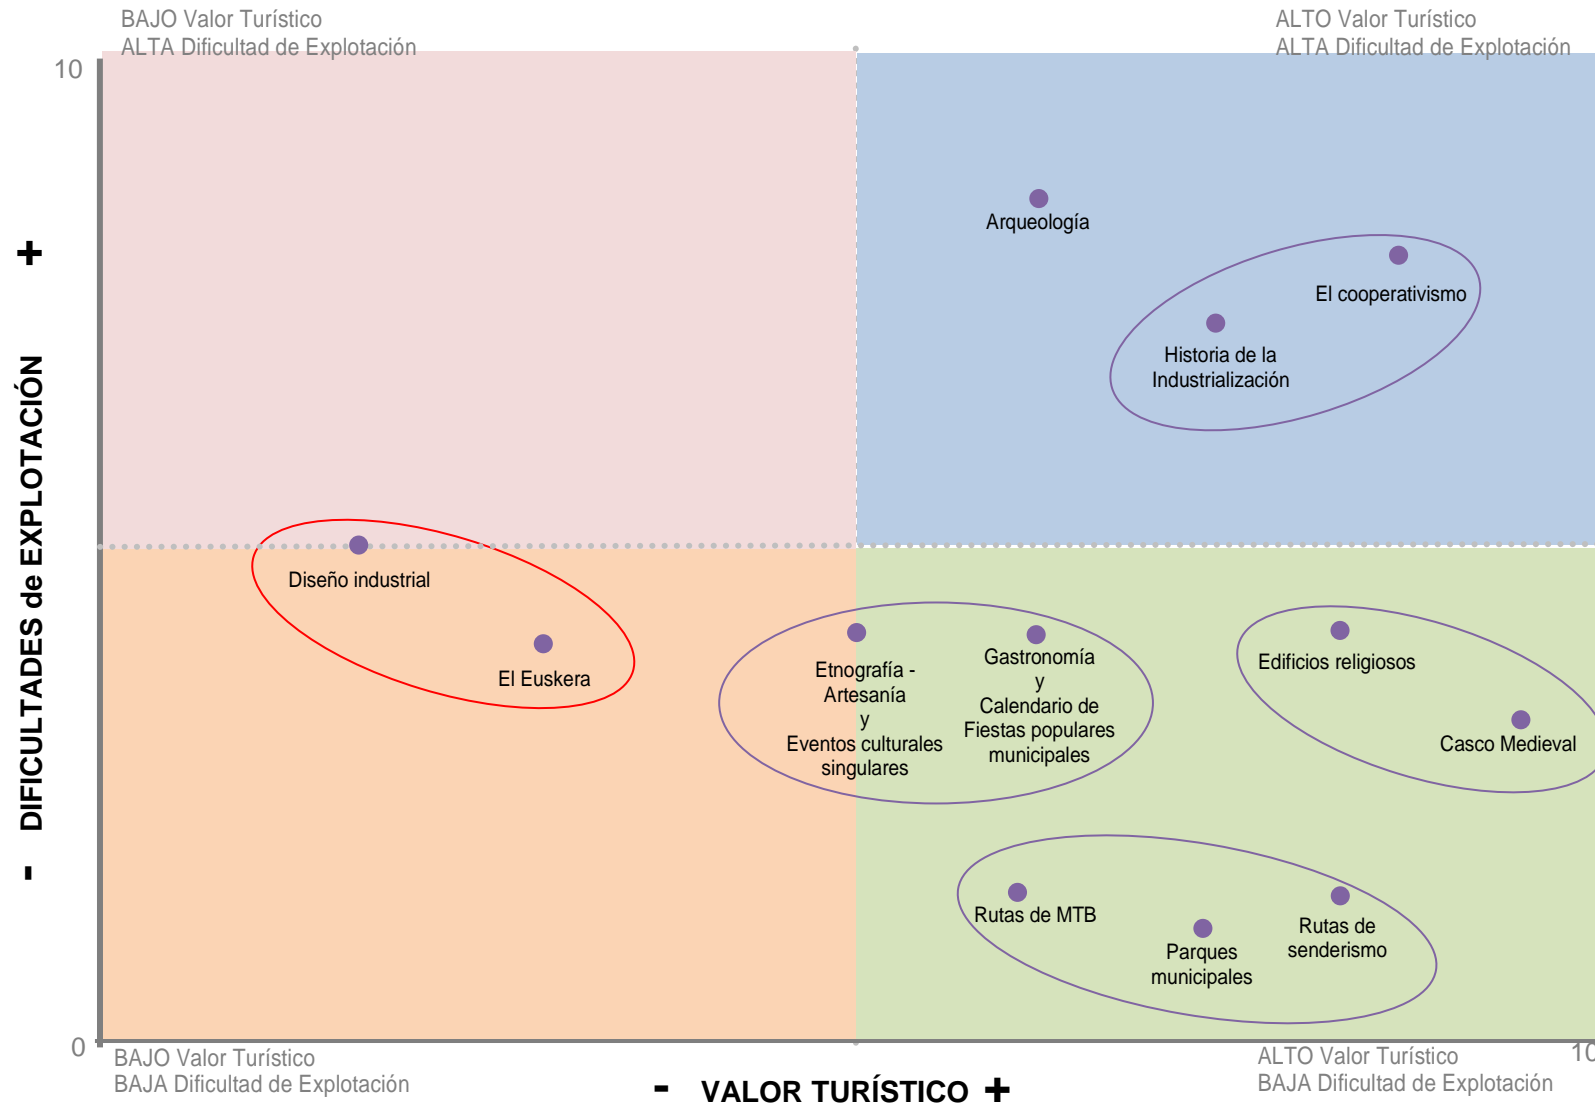 BAJO Valor Turístico
ALTA Dificultad de Explotación
ALTO Valor Turístico
ALTA Dificultad de Explotación
10
- DIFICULTADES de EXPLOTACIÓN +
Arqueología
El cooperativismo
Historia de la
Industrialización
Diseño industrial
El Euskera
Etnografía -
Artesanía
y
Eventos culturales
singulares
Gastronomía
y
Calendario de
Fiestas populares
municipales
Edificios religiosos
Casco Medieval
Rutas de MTB
Parques
municipales
Rutas de
senderismo
0
BAJO Valor Turístico
BAJA Dificultad de Explotación
- VALOR TURÍSTICO +
ALTO Valor Turístico
BAJA Dificultad de Explotación
10